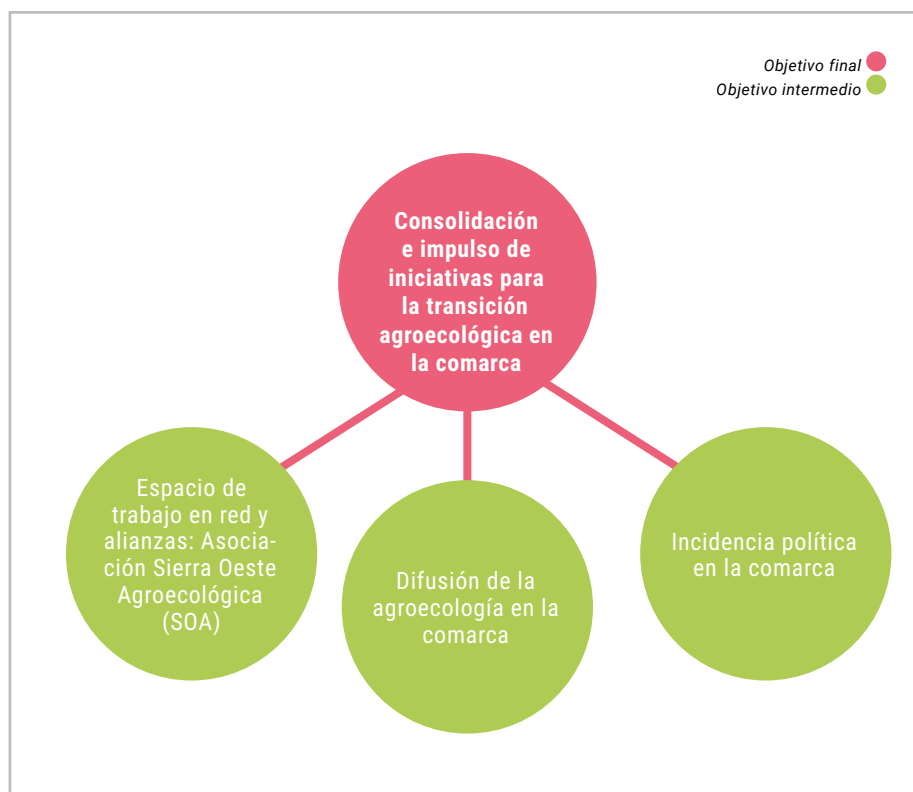 Objetivo final
Objetivo intermedio
Consolidación
e impulso de
iniciativas para
la transición
agroecológica en
la comarca
Espacio de
trabajo en red y
alianzas: Asocia-
ción Sierra Oeste
Agroecológica
(SOA)
Difusión de la
agroecología en la
comarca
Incidencia política
en la comarca